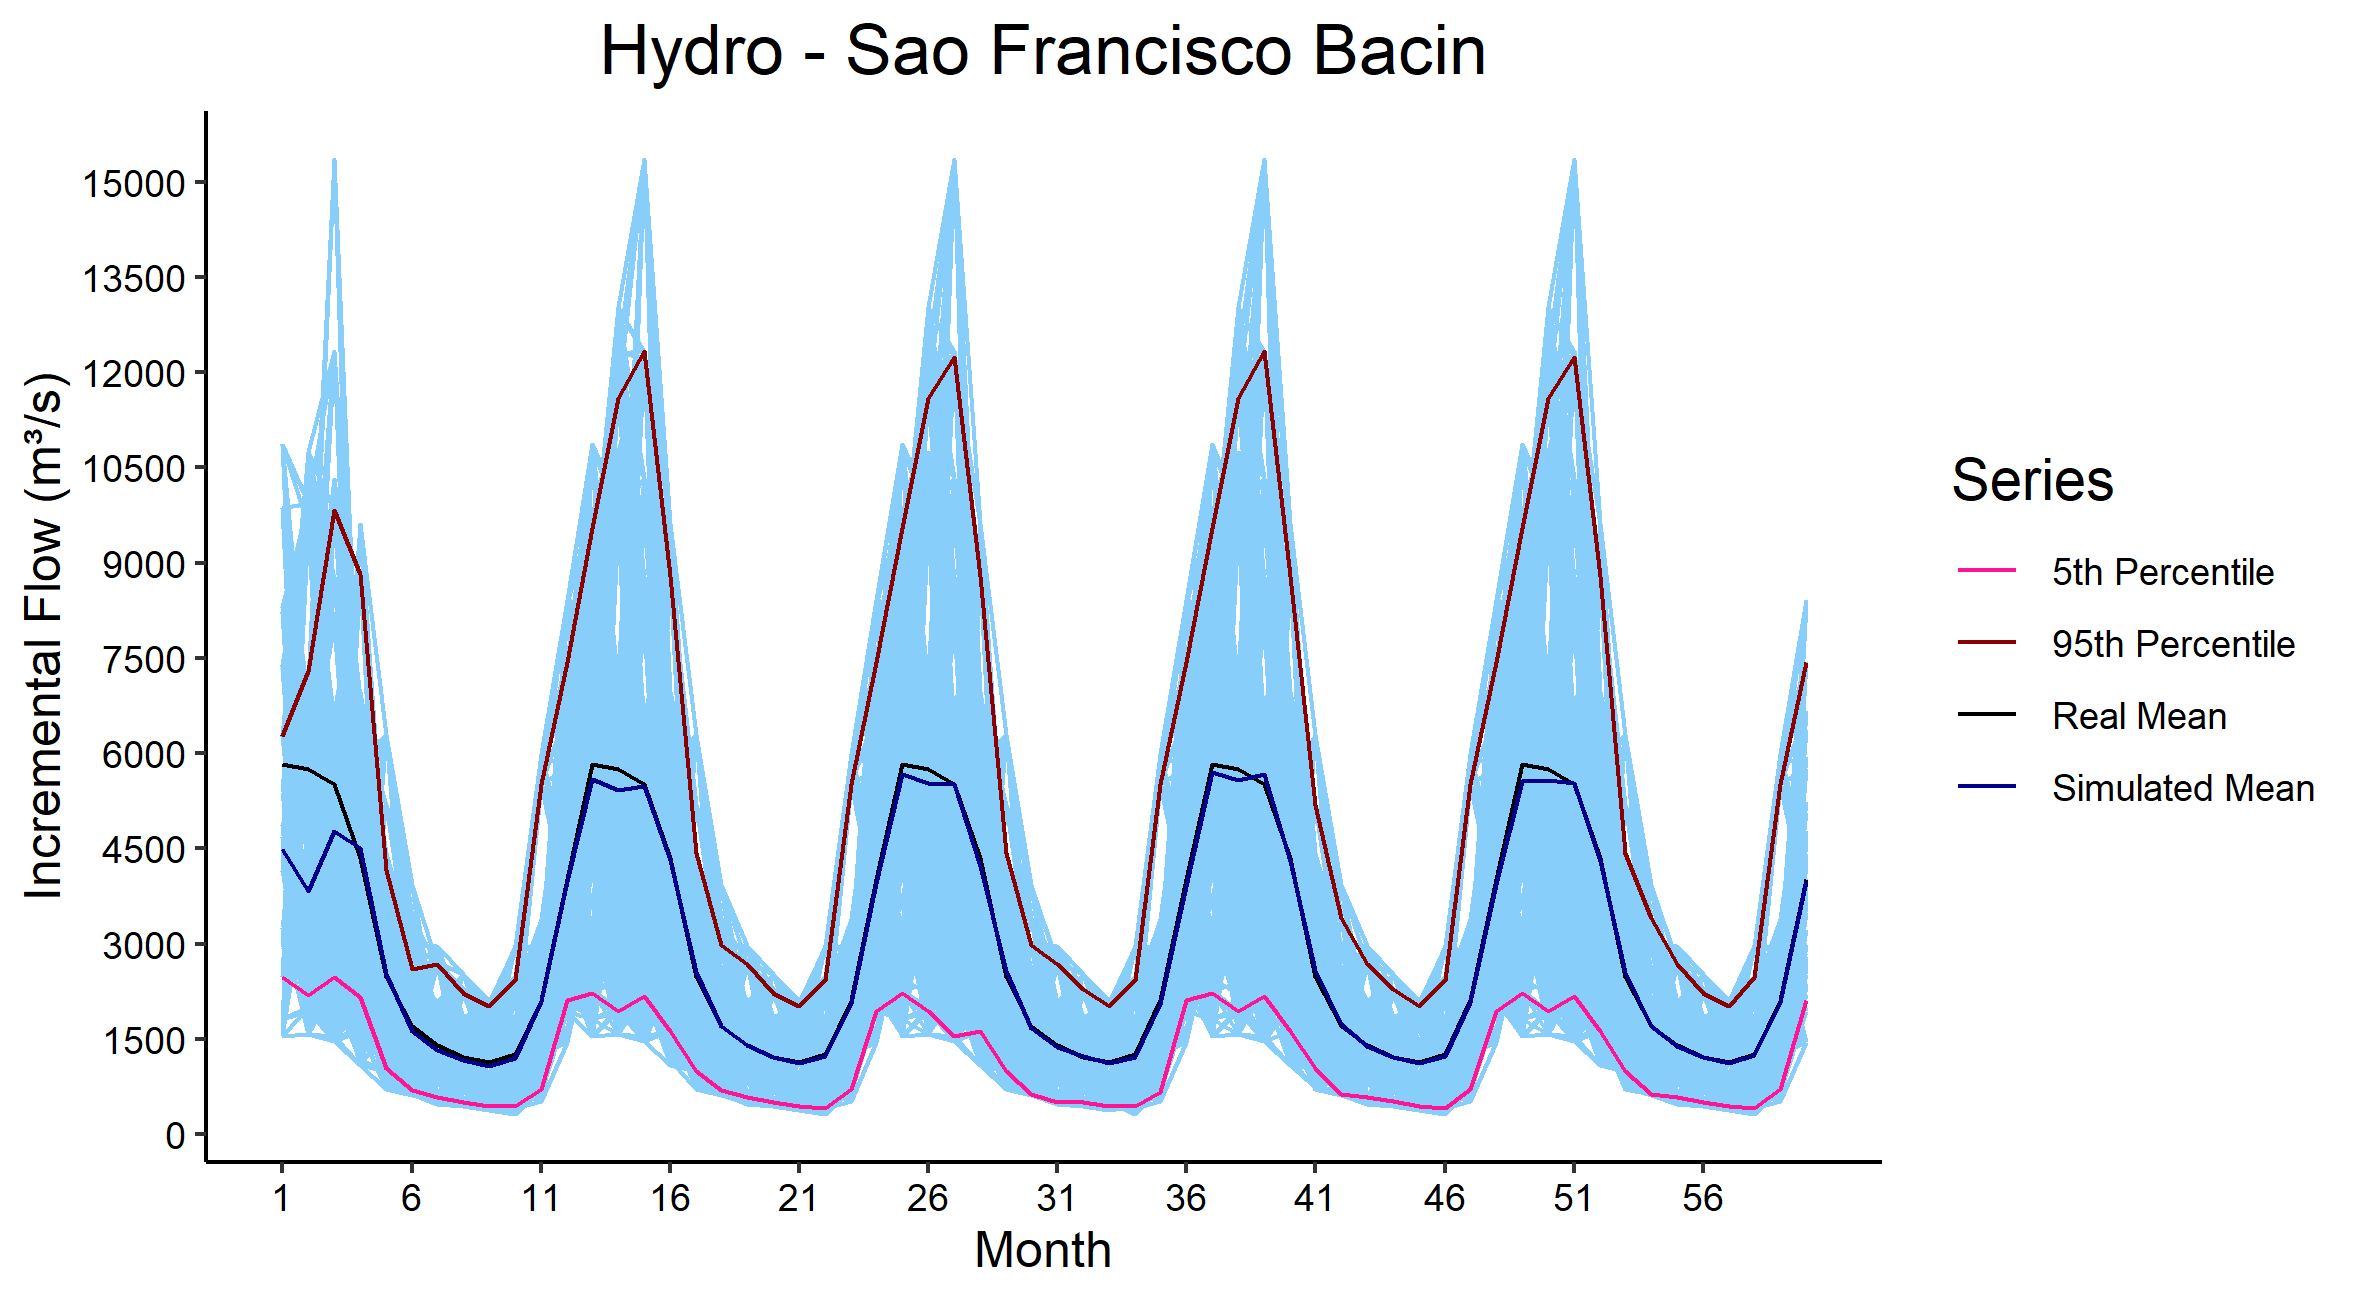 Hydro - Sao Francisco Bacin
Incremental Flow (m³/s)
15000
13500
12000
10500
9000
7500
6000
4500
3000
1500
0
1 6 11 16 21 26 31 36 41 46 51 56
Month
Series
5th Percentile
95th Percentile
Real Mean
Simulated Mean